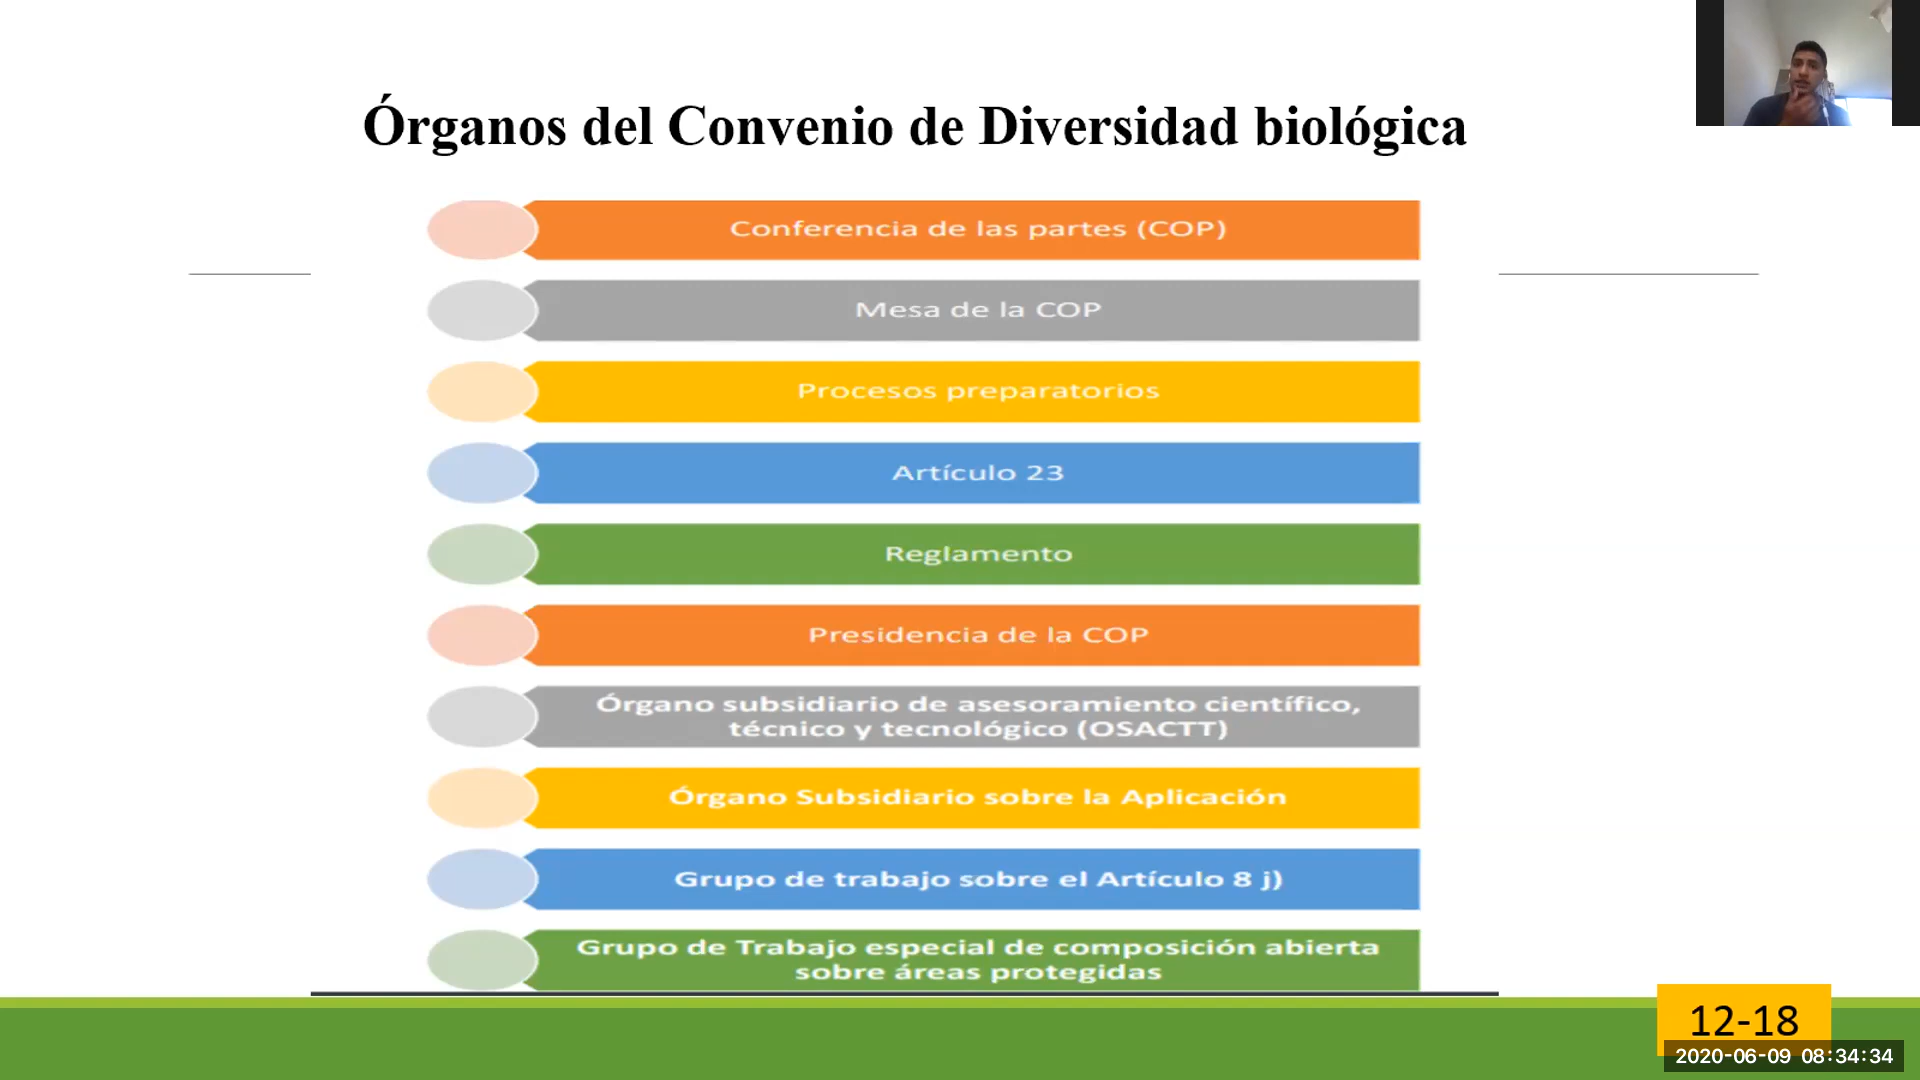 Órganos del Convenio de Diversidad biológica
Conferencia de las partes (COP)
Mesa de la COP
Procesos preparatorios
Artículo 23
Reglamento
Presidencia de la COP
Órgano subsidiario de asesoramiento científico,
técnico y tecnológico (OSACTT)
Órgano Subsidiario sobre la Aplicación
Grupo de trabajo sobre el Artículo 8 j)
Grupo de Trabajo especial de composición abierta
sobre áreas protegidas
12-18
2020-06-09 08:34:34